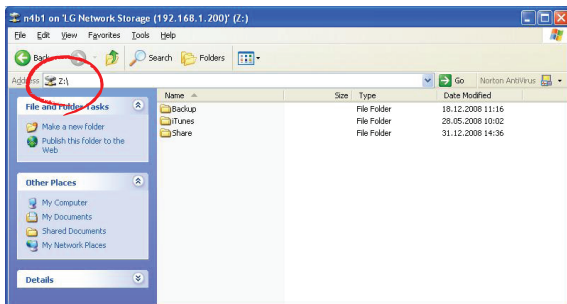 n4b1 on 'LG Network Storage (192.168.1.200)' (Z:)
File Edit View Favorites Tools Help
Back Search Folders
Address Z:\ Go Norton AntiVirus
Name Size Type Date Modified
File and Folder Tasks
Make a new folder
Publish this folder to the
Web
Other Places
My Computer
My Documents
Shared Documents
My Network Places
Details
Backup File Folder 18.12.2008 11:16
iTunes File Folder 28.05.2008 10:02
Share File Folder 31.12.2008 14:36